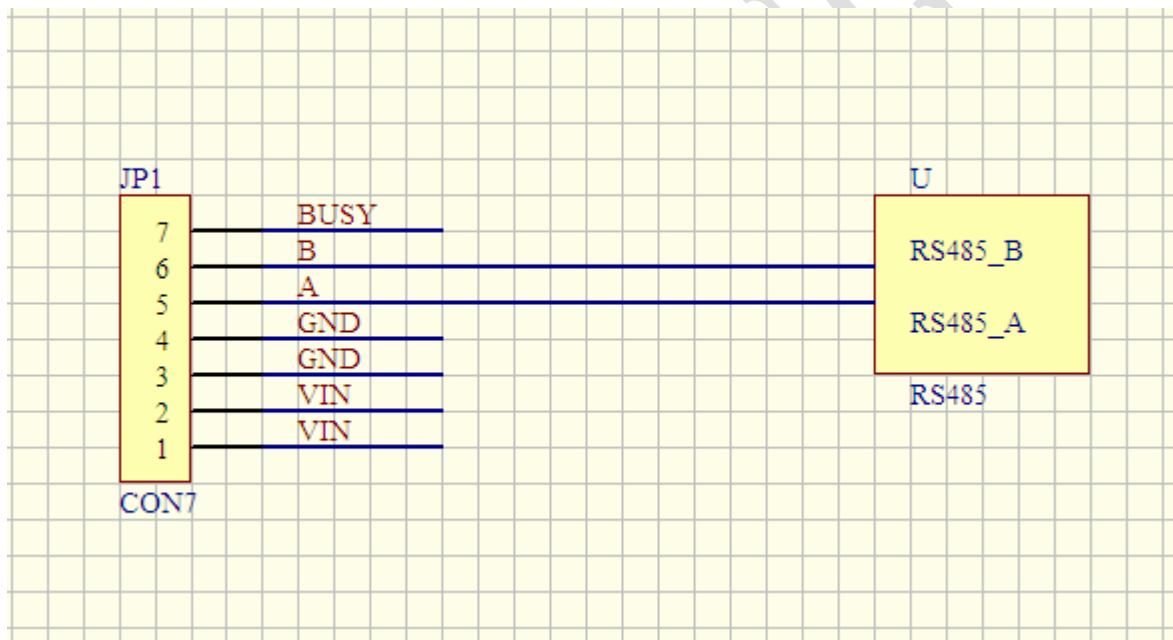 JP1
U
7 BUSY
6 B
RS485_B
5 A
4 GND
RS485_A
3 GND
2 VIN
RS485
1 VIN
CON7